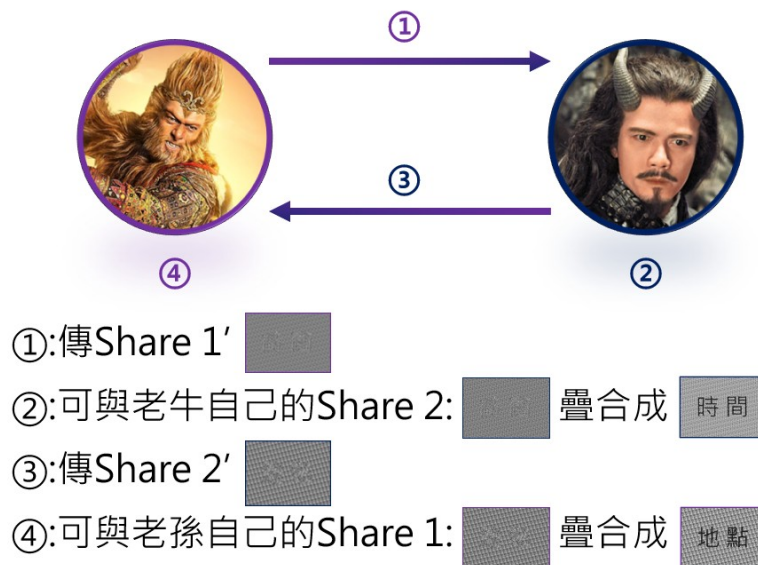 ①
③
④ ②
①:傳Share 1’
②:可與老牛自己的Share 2: 疊合成 時間
③:傳Share 2’
④:可與老孫自己的Share 1: 疊合成 地點